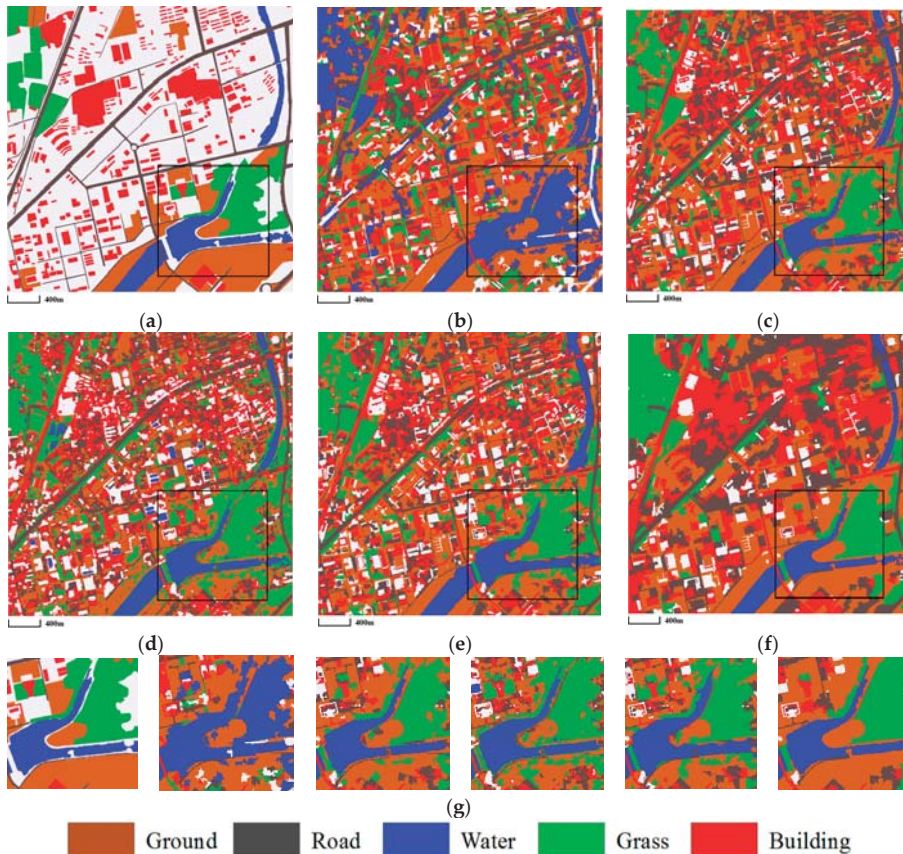 400m
400m
400m
(a)
(b)
(c)
400m
400m
400m
(d)
(e)
(f)
(g)
Ground Road Water Grass Building